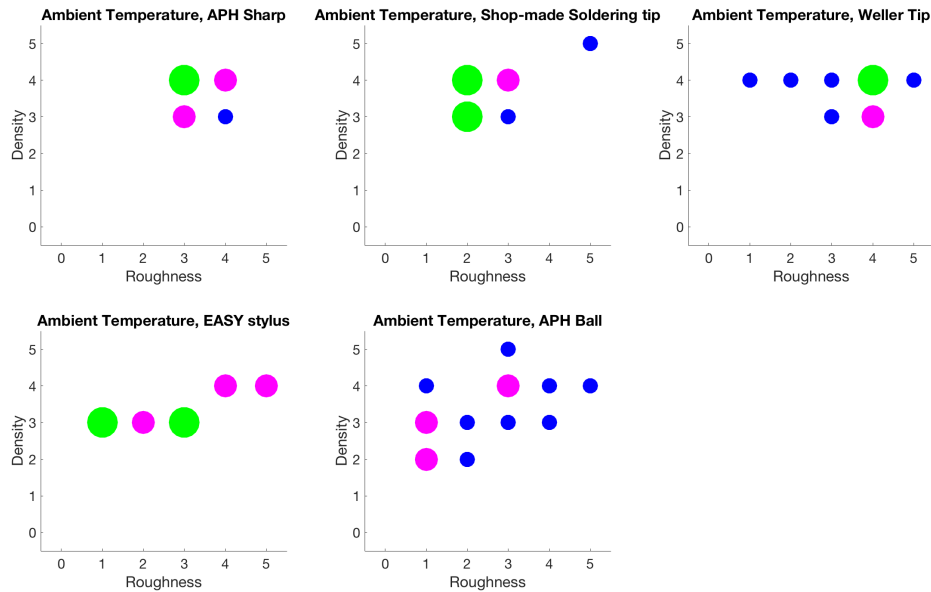 Ambient Temperature, APH Sharp
5
4
3
2
1
0
Density
0 1 2 3 4 5
Roughness
Ambient Temperature, Shop-made Soldering tip
5
4
3
2
1
0
Density
0 1 2 3 4 5
Roughness
Ambient Temperature, Weller Tip
5
4
3
2
1
0
Density
0 1 2 3 4 5
Roughness
Ambient Temperature, EASY stylus
5
4
3
2
1
0
Density
0 1 2 3 4 5
Roughness
Ambient Temperature, APH Ball
5
4
3
2
1
0
Density
0 1 2 3 4 5
Roughness